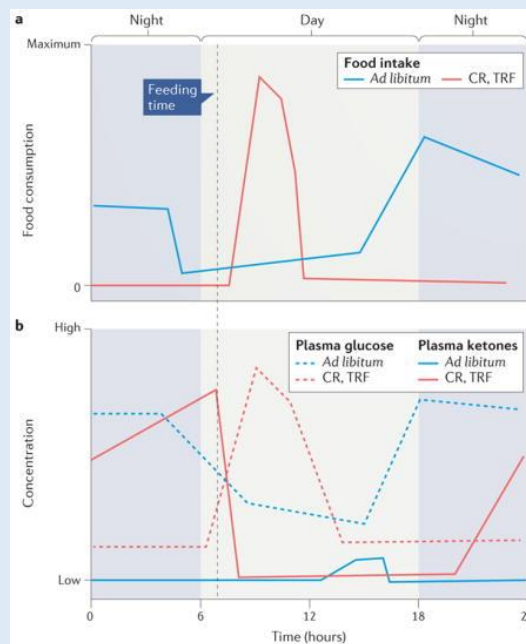 Night Day Night
a
Maximum
Food intake
Ad libitum CR, TRF
Feeding
time
Food consumption
0
b
High
Plasma glucose Plasma ketones
Ad libitum Ad libitum
CR, TRF CR, TRF
Concentration
Low
0 6 12 18
Time (hours)